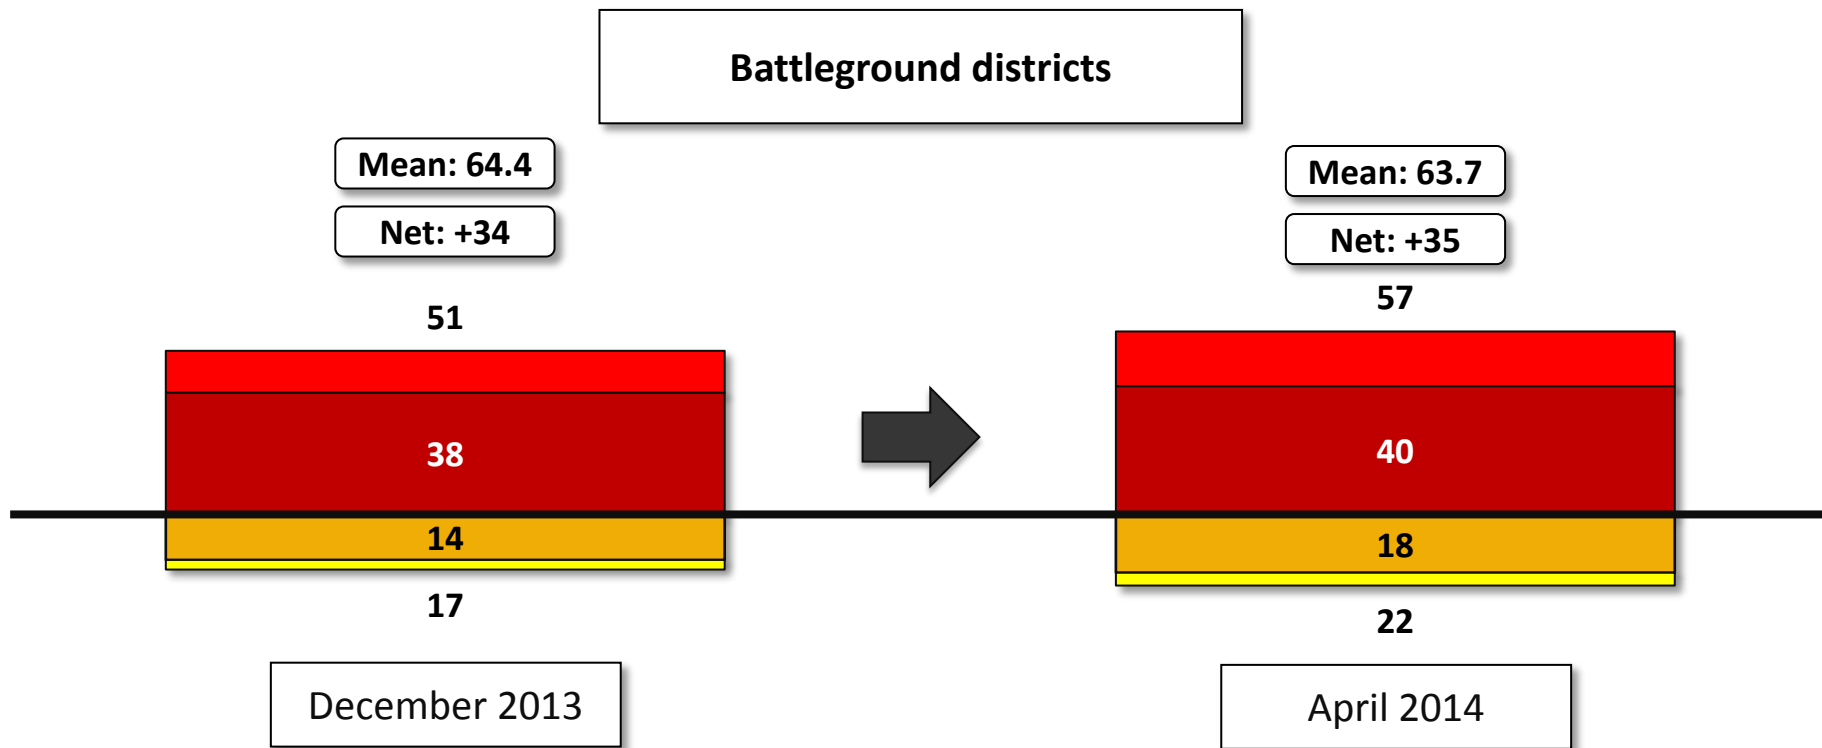 Battleground districts
Mean: 64.4
Net: +34
51
38
14
17
December 2013
Mean: 63.7
Net: +35
57
40
18
22
April 2014